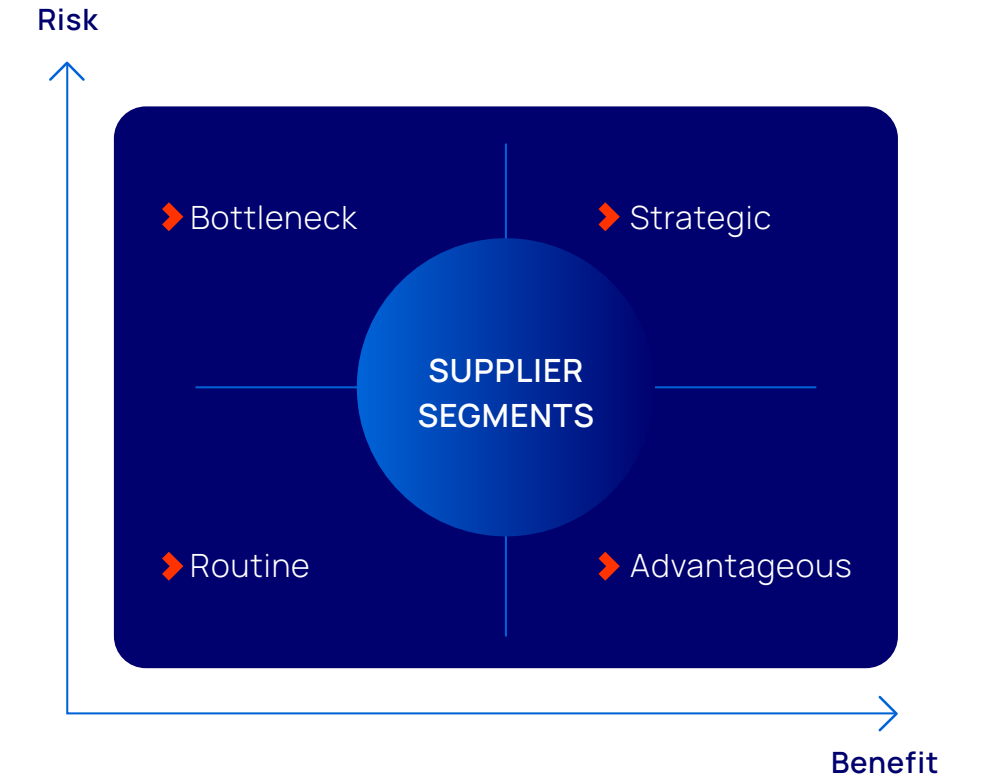 Risk
Bottleneck
Strategic
SUPPLIER
SEGMENTS
Routine
Advantageous
Benefit